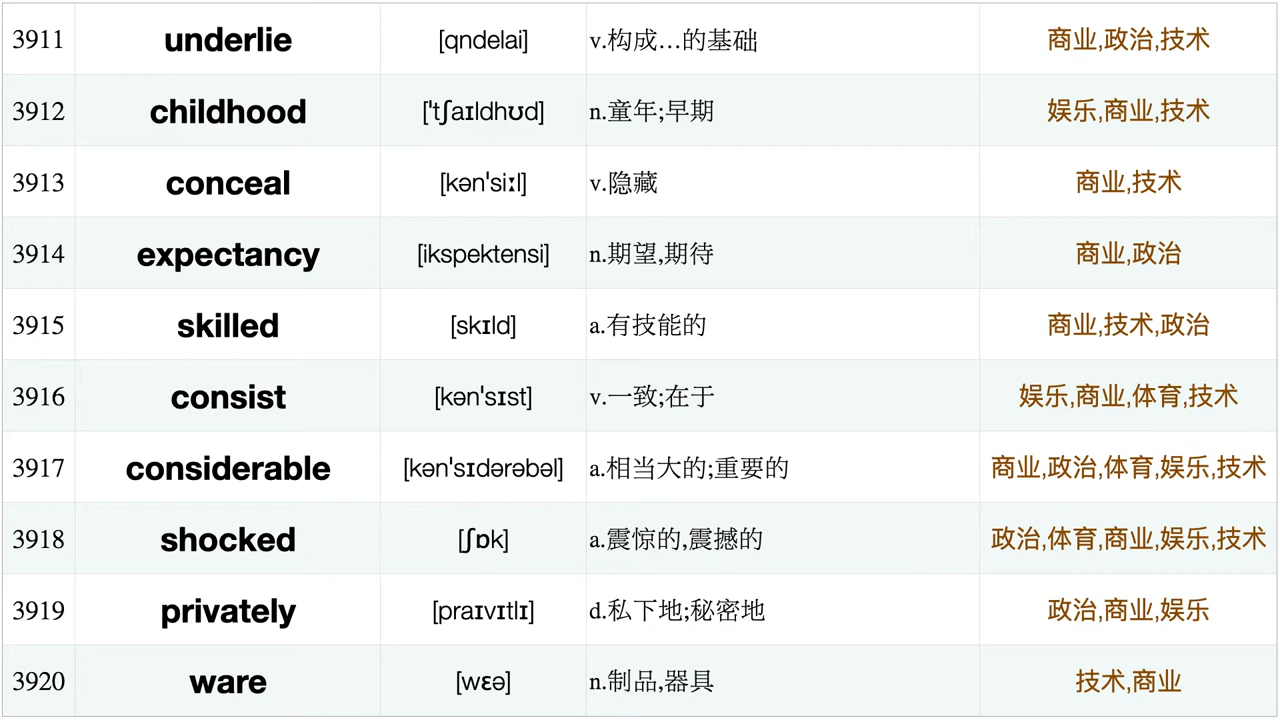 3911 underlie [qndelai] v.构成…的基础 商业,政治,技术
3912 childhood ['tʃaɪldhʊd] n.童年;早期 娱乐,商业,技术
3913 conceal [kən'siːl] v.隐藏 商业,技术
3914 expectancy [ikspektensi] n.期望,期待 商业,政治
3915 skilled [skɪld] a.有技能的 商业,技术,政治
3916 consist [kən'sɪst] v.一致;在于 娱乐,商业,体育,技术
3917 considerable [kən'sɪdərəbəl] a.相当大的;重要的 商业,政治,体育,娱乐,技术
3918 shocked [ʃɒk] a.震惊的,震撼的 政治,体育,商业,娱乐,技术
3919 privately [praɪvɪtlɪ] d.私下地;秘密地 政治,商业,娱乐
3920 ware [wɛə] n.制品,器具 技术,商业